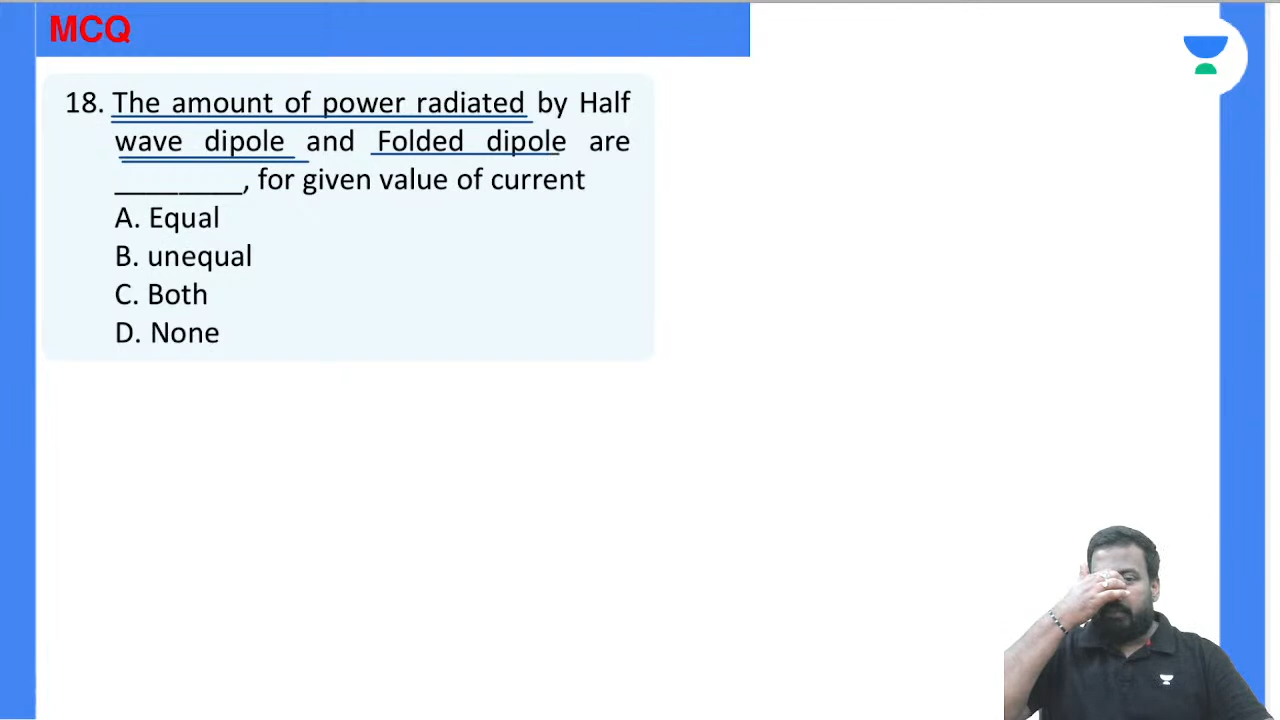 MCQ
18. The amount of power radiated by Half
wave dipole and Folded dipole are
________, for given value of current
A. Equal
B. unequal
C. Both
D. None